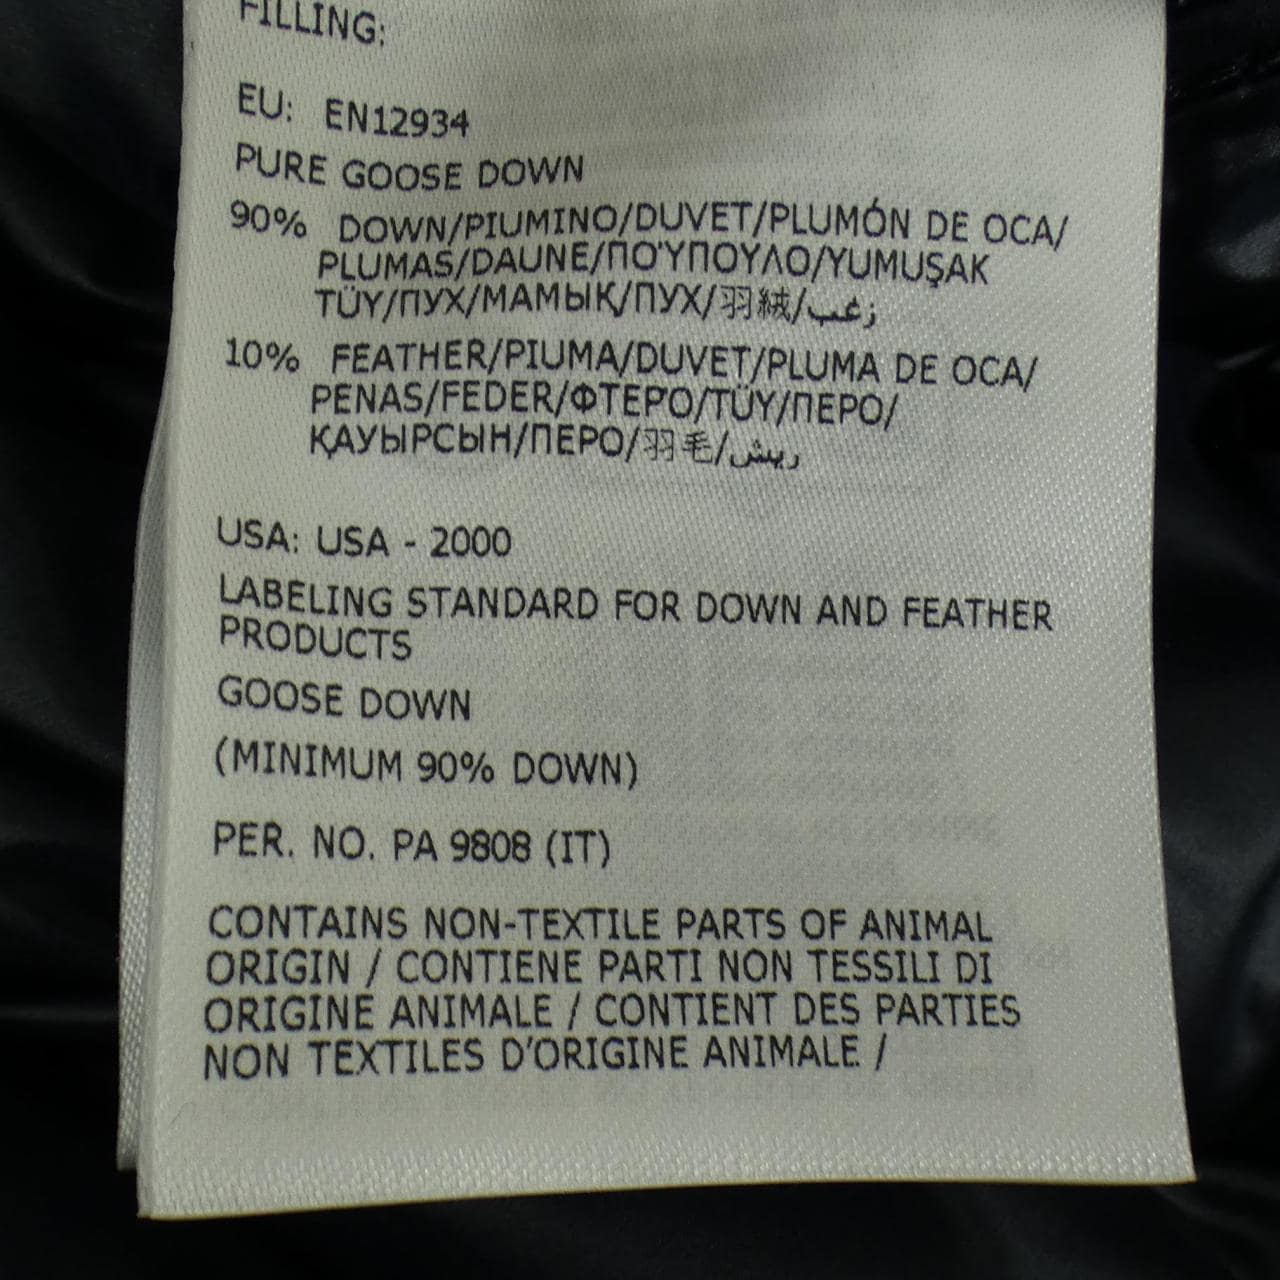 FILLING:
EU: EN12934
PURE GOOSE DOWN
90% DOWN/PIUMINO/DUVET/PLUMÓN DE OCA/
PLUMAS/DAUNE/ΠΟΎΠΟΥΛΟ/YUMUŞAK
TÜY/ПУХ/МАМЫҚ/ПУХ/羽絨/زغب
10% FEATHER/PIUMA/DUVET/PLUMA DE OCA/
PENAS/FEDER/ΦΤΕΡΌ/TÜY/ПЕРО/
ҚАУЫРСЫН/ПЕРО/羽毛/ريش
USA: USA - 2000
LABELING STANDARD FOR DOWN AND FEATHER
PRODUCTS
GOOSE DOWN
(MINIMUM 90% DOWN)
PER. NO. PA 9808 (IT)
CONTAINS NON-TEXTILE PARTS OF ANIMAL
ORIGIN / CONTIENE PARTI NON TESSILI DI
ORIGINE ANIMALE / CONTIENT DES PARTIES
NON TEXTILES D'ORIGINE ANIMALE /